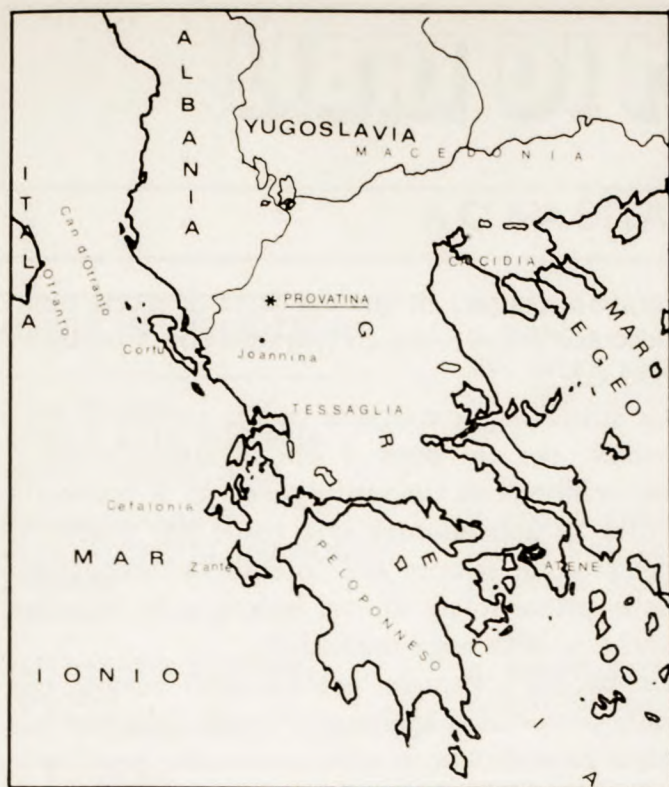 ALBANIA
YUGOSLAVIA
MACEDONIA
ITALIA
Can d'Otranto
Otranto
CALCIDIA
* PROVATINA
MAR EGEO
Corfu
Joannina
TESSAGLIA
GRECIA
Cefalonia
MAR
Zante
ATENE
PELOPONNESO
IONIO